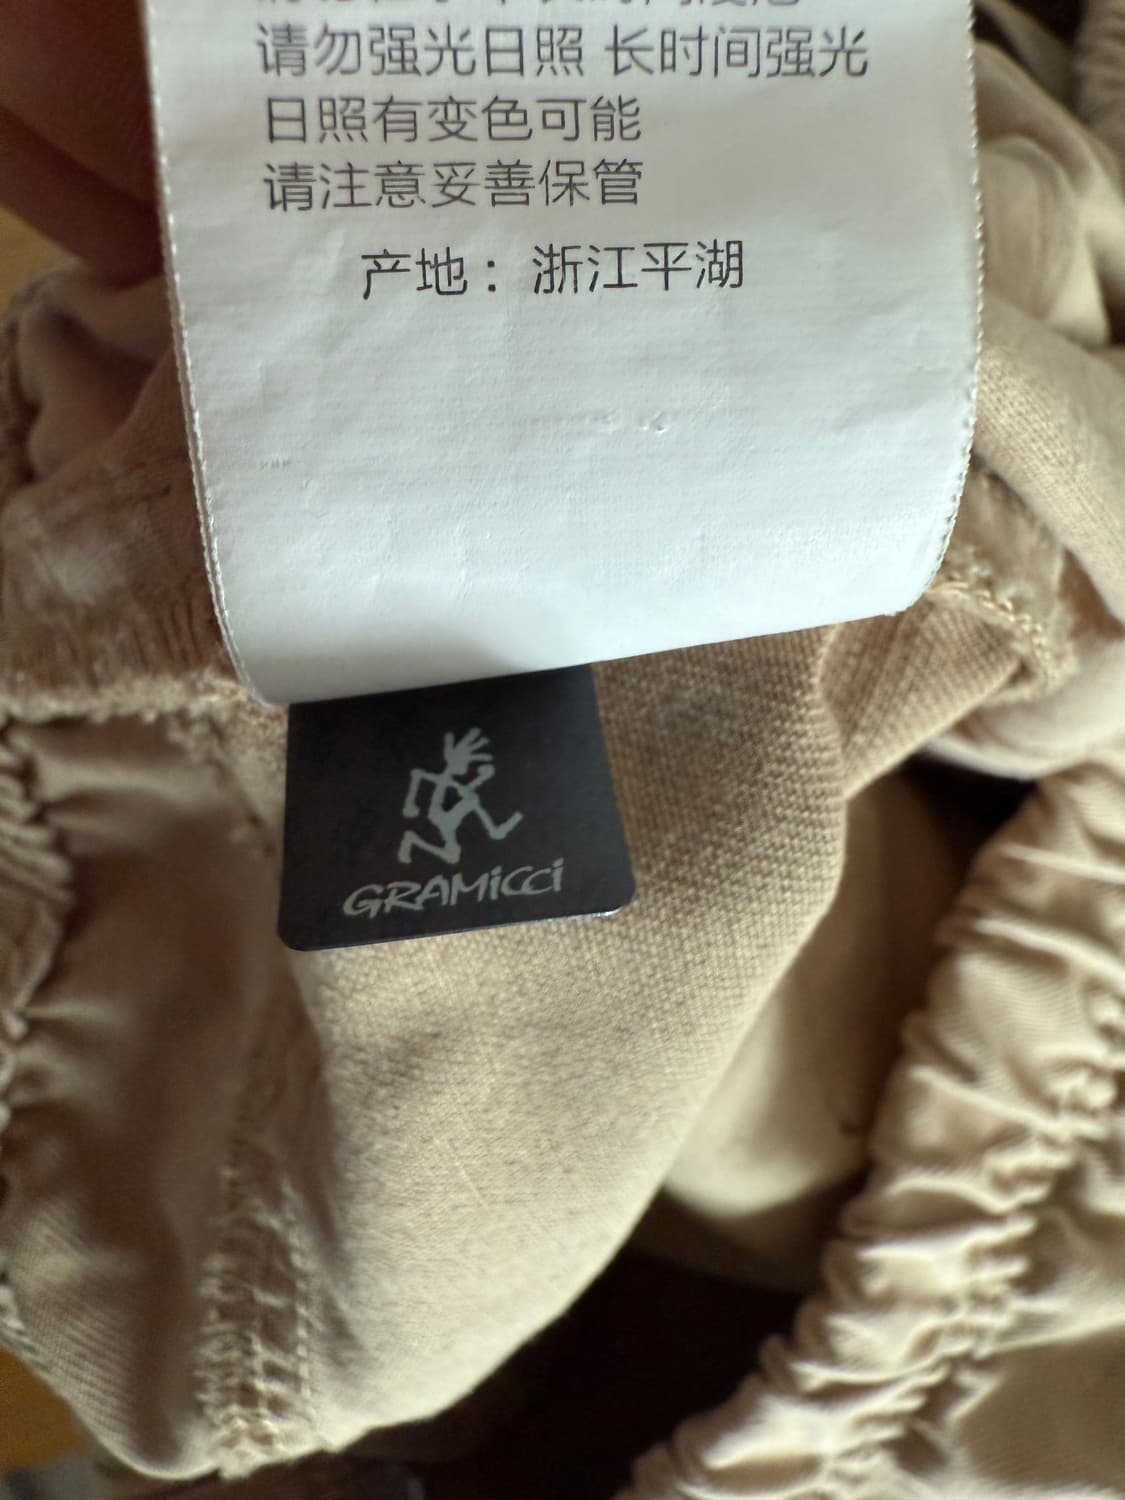 请勿强光日照 长时间强光
日照有变色可能
请注意妥善保管
产地：浙江平湖
GRAMiCCi